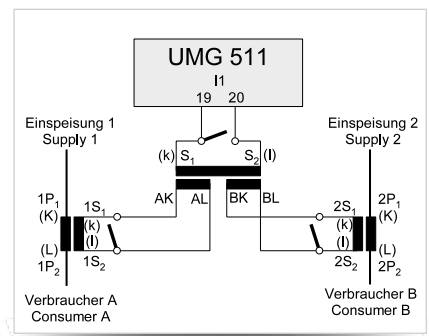 UMG 511
I1
19 20
Einspeisung 1
Supply 1
Einspeisung 2
Supply 2
(k) S1 S2 (l)
AK AL BK BL
1P1
(K)
1S1
(k)
(l)
(L)
1S2
1P2
2S1
2P1
(k)
(K)
(l)
(L)
2S2
2P2
Verbraucher A
Consumer A
Verbraucher B
Consumer B